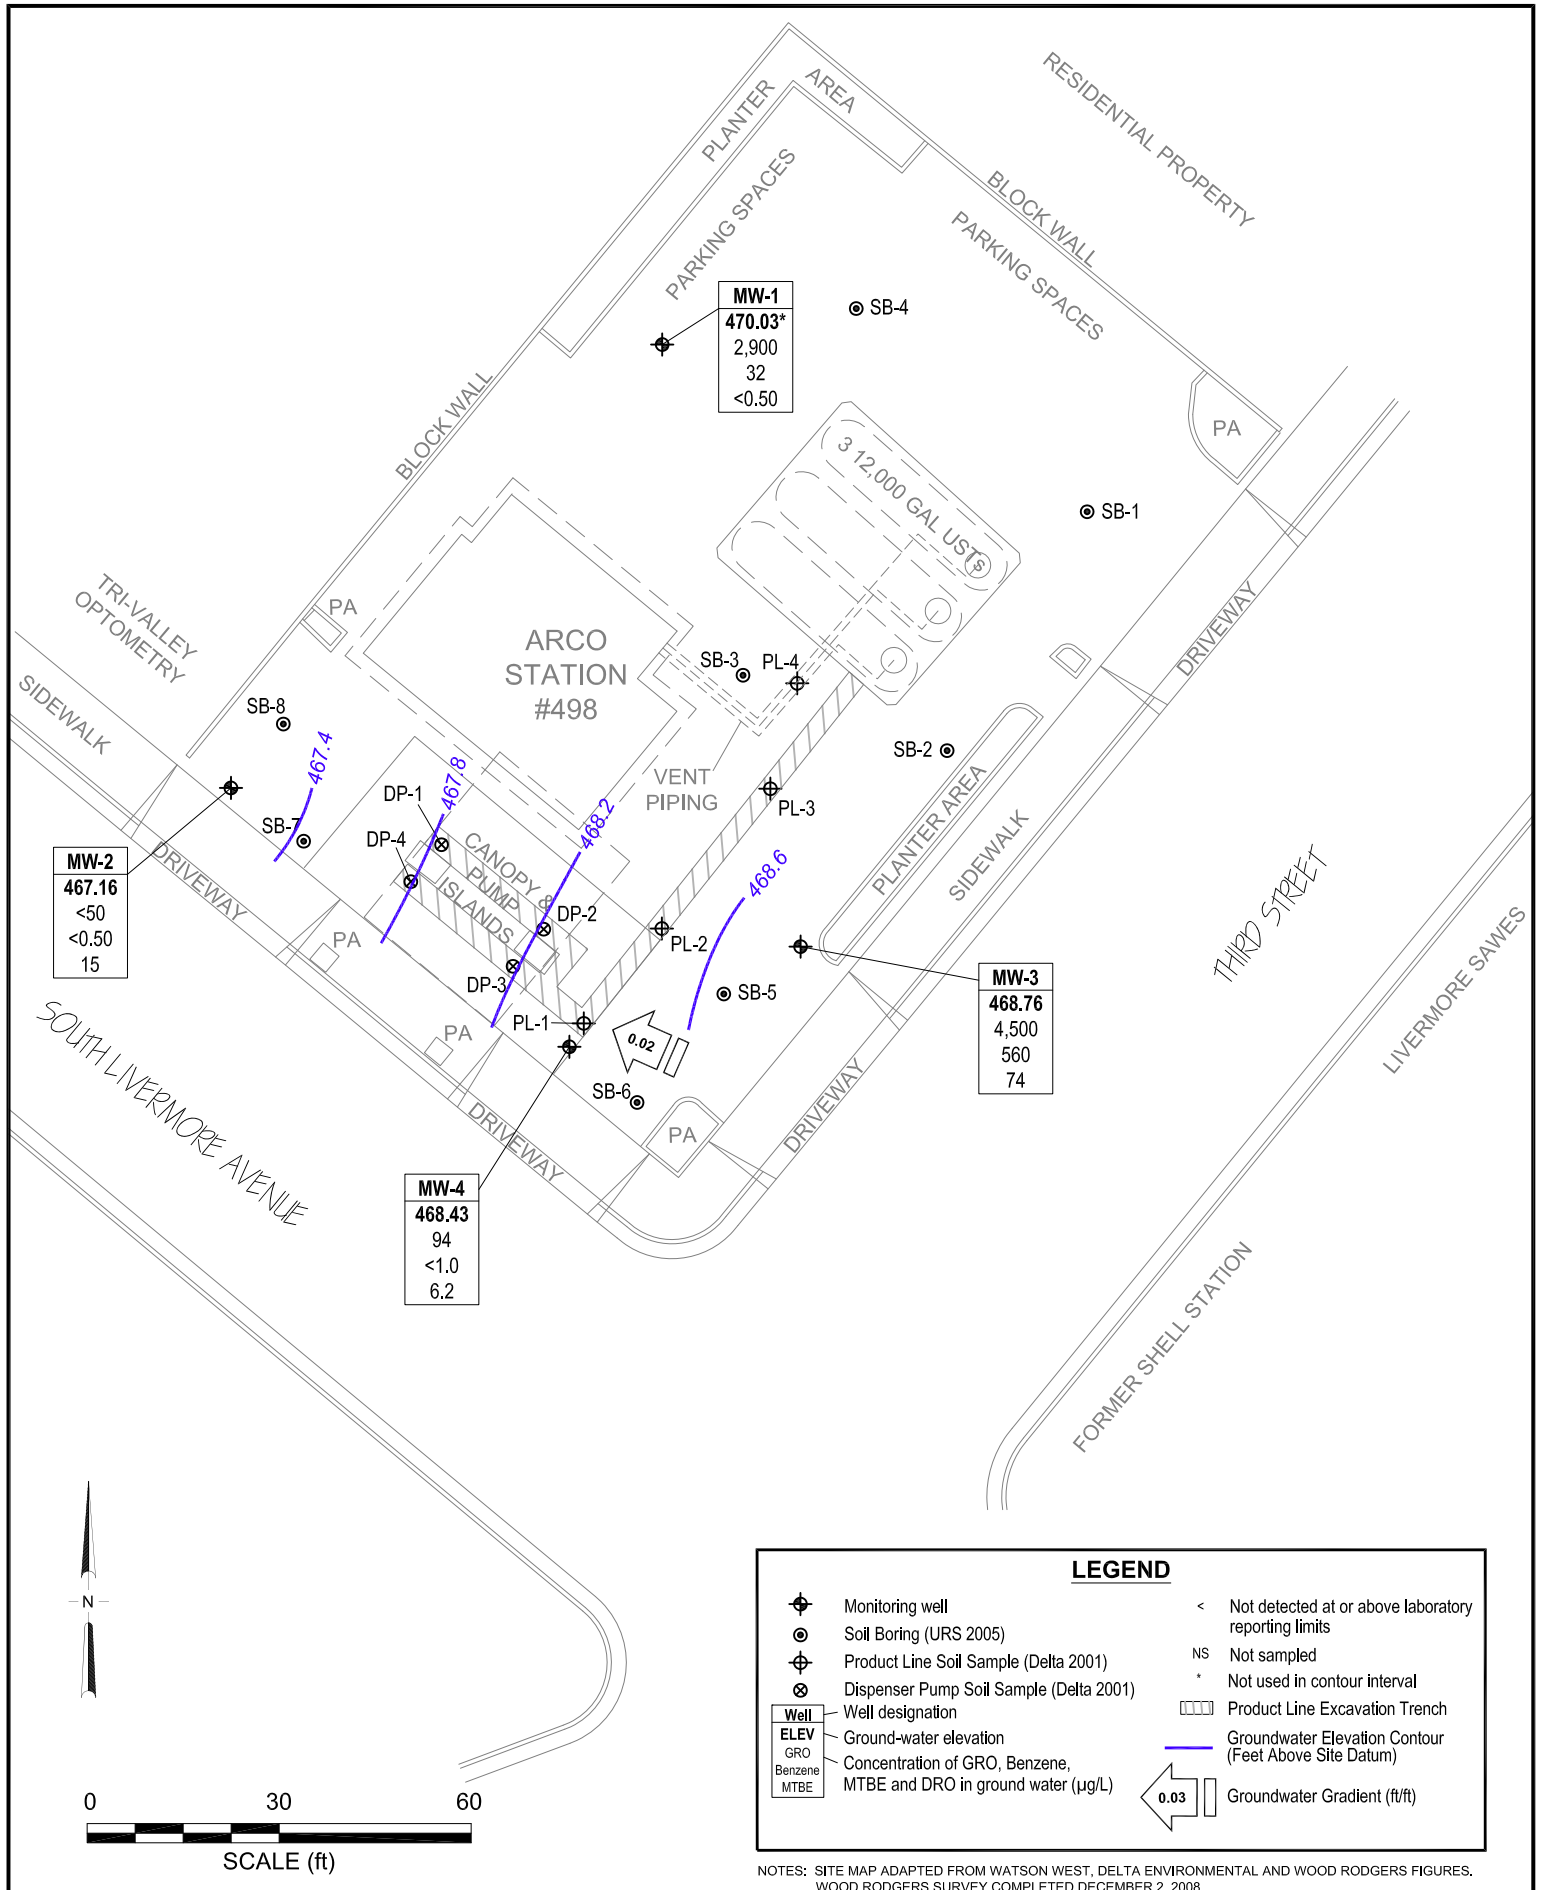 RESIDENTIAL PROPERTY
PLANTER
AREA
BLOCK WALL
PARKING SPACES
PARKING SPACES
MW-1
470.03*
2,900
32
<0.50
SB-4
BLOCK WALL
PA
3 12,000 GAL USTs
SB-1
TRI-VALLEY
OPTOMETRY
PA
ARCO
STATION
#498
SB-3
PL-4
DRIVEWAY
SIDEWALK
SB-8
467.4
467.8
468.2
VENT
PIPING
SB-2
PL-3
DP-1
SB-7
DP-4
CANOPY &
PUMP
ISLANDS
468.6
PLANTER AREA
SIDEWALK
MW-2
467.16
<50
<0.50
15
DRIVEWAY
DP-2
PL-2
PA
DP-3
SB-5
MW-3
468.76
4,500
560
74
THIRD STREET
LIVERMORE SAWES
PL-1
PA
0.02
SB-6
PA
DRIVEWAY
DRIVEWAY
SOUTH LIVERMORE AVENUE
MW-4
468.43
94
<1.0
6.2
FORMER SHELL STATION
N
0 30 60
SCALE (ft)
LEGEND
Monitoring well
Soil Boring (URS 2005)
Product Line Soil Sample (Delta 2001)
Dispenser Pump Soil Sample (Delta 2001)
Well
Well designation
ELEV
Ground-water elevation
GRO
Benzene
MTBE
Concentration of GRO, Benzene,
MTBE and DRO in ground water (µg/L)
< Not detected at or above laboratory
reporting limits
NS Not sampled
* Not used in contour interval
Product Line Excavation Trench
Groundwater Elevation Contour
(Feet Above Site Datum)
0.03
Groundwater Gradient (ft/ft)
NOTES: SITE MAP ADAPTED FROM WATSON WEST, DELTA ENVIRONMENTAL AND WOOD RODGERS FIGURES.
WOOD RODGERS SURVEY COMPLETED DECEMBER 2, 2008